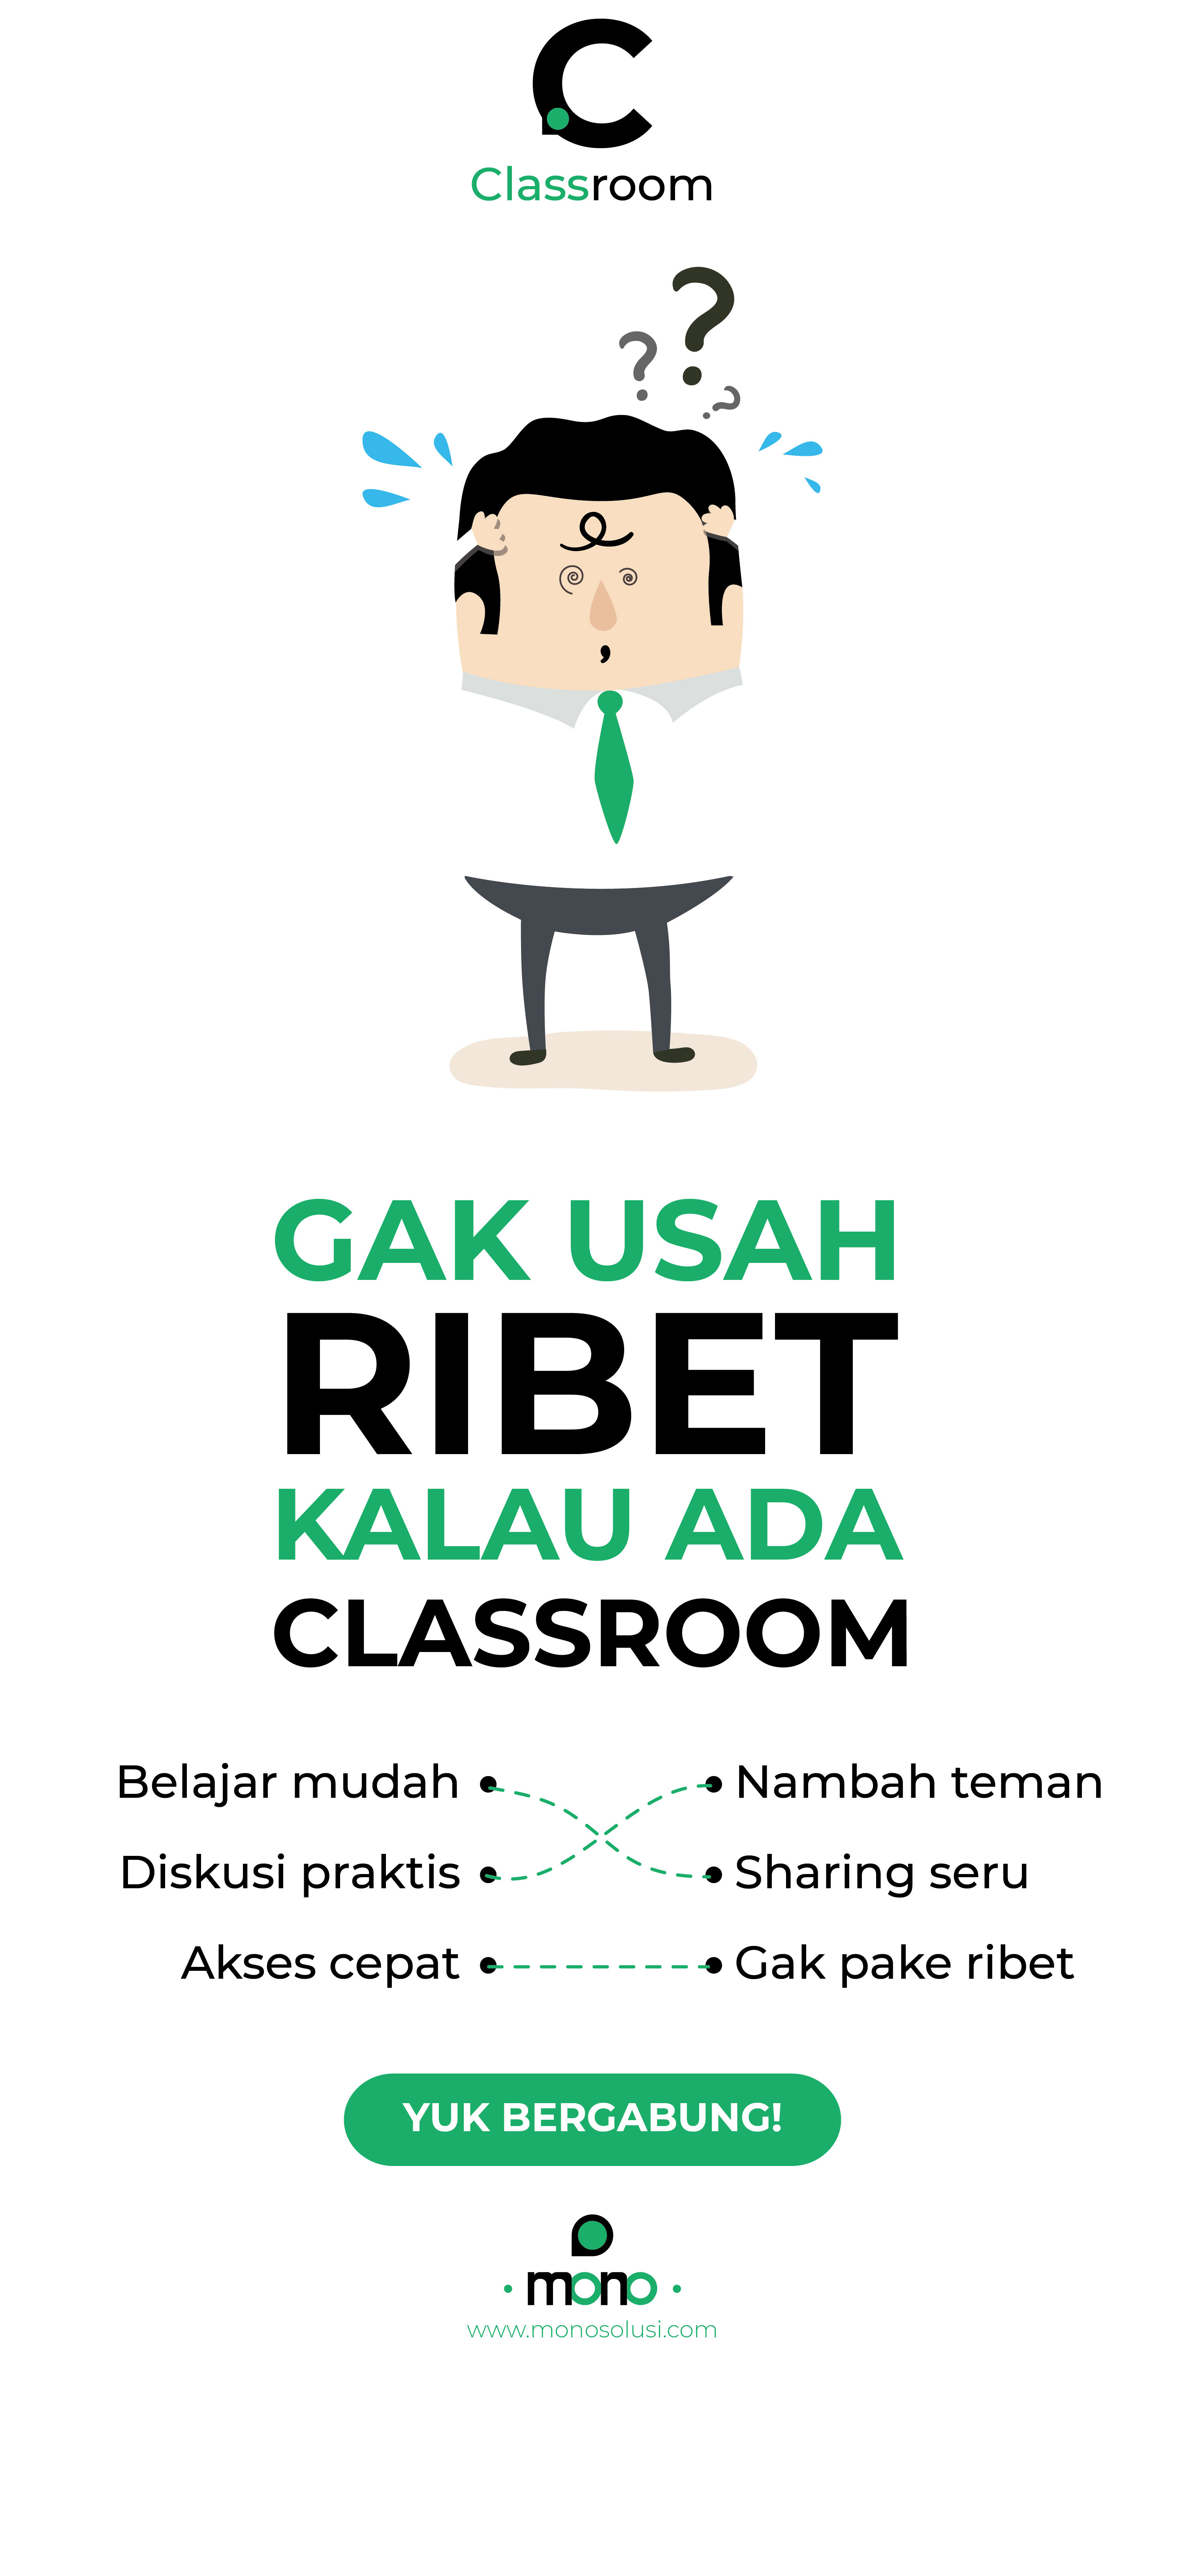 C
Classroom
? ? ?
GAK USAH
RIBET
KALAU ADA
CLASSROOM
Belajar mudah
Nambah teman
Diskusi praktis
Sharing seru
Akses cepat
Gak pake ribet
YUK BERGABUNG!
mono
www.monosolusi.com